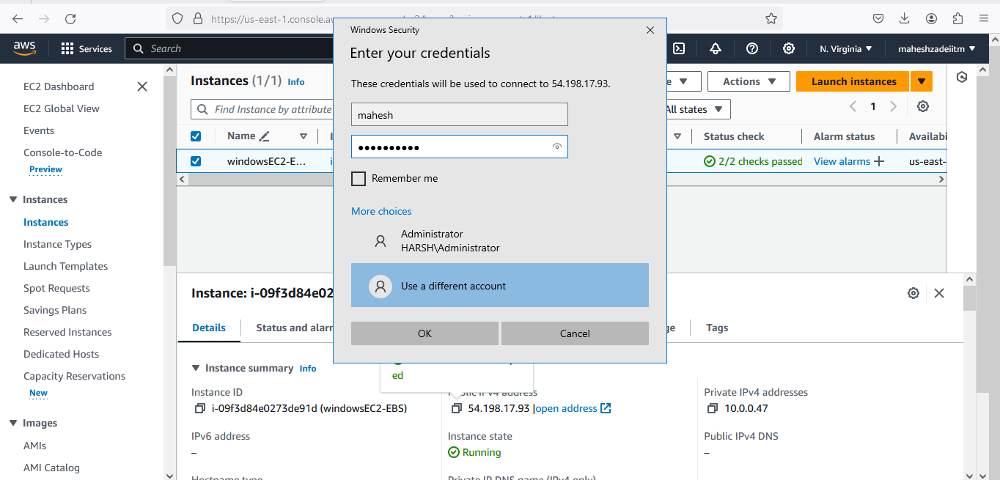 https://us-east-1.console.aw
aws
Services
Search
N. Virginia
maheshzadeiitm
EC2 Dashboard
EC2 Global View
Events
Console-to-Code
Preview
Instances
Instances
Instance Types
Launch Templates
Spot Requests
Savings Plans
Reserved Instances
Dedicated Hosts
Capacity Reservations
New
Images
AMIs
AMI Catalog
Instances (1/1) Info
Actions
Launch instances
Find Instance by attribute
All states
1
Name
Status check
Alarm status
Availabi
windowsEC2-E...
2/2 checks passed
View alarms
us-east-
Windows Security
Enter your credentials
These credentials will be used to connect to 54.198.17.93.
mahesh
●●●●●●●●●●
Remember me
More choices
Administrator
HARSH\Administrator
Use a different account
OK
Cancel
Instance: i-09f3d84e02
Details
Status and alarr
ge
Tags
Instance summary Info
ed
Instance ID
i-09f3d84e0273de91d (windowsEC2-EBS)
Public IPv4 address
54.198.17.93 |open address
Private IPv4 addresses
10.0.0.47
IPv6 address
–
Instance state
Running
Public IPv4 DNS
–
Hostname type
Private IP DNS name (IPv4 only)